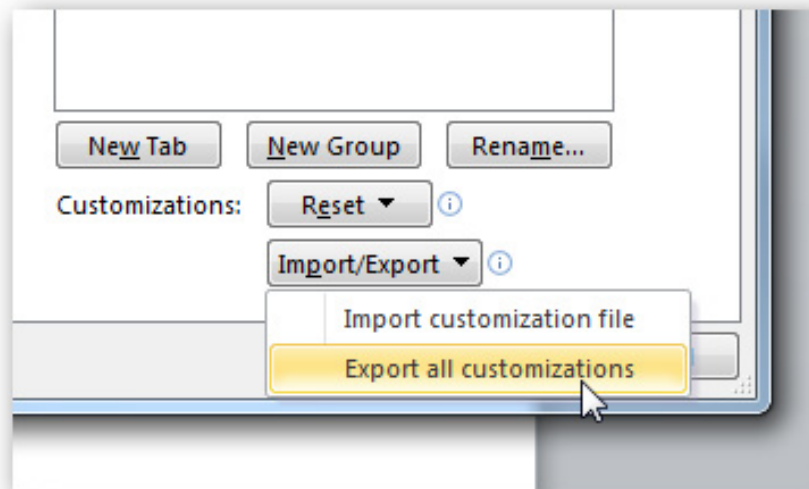 New Tab New Group Rename...
Customizations: Reset
Import/Export
Import customization file
Export all customizations